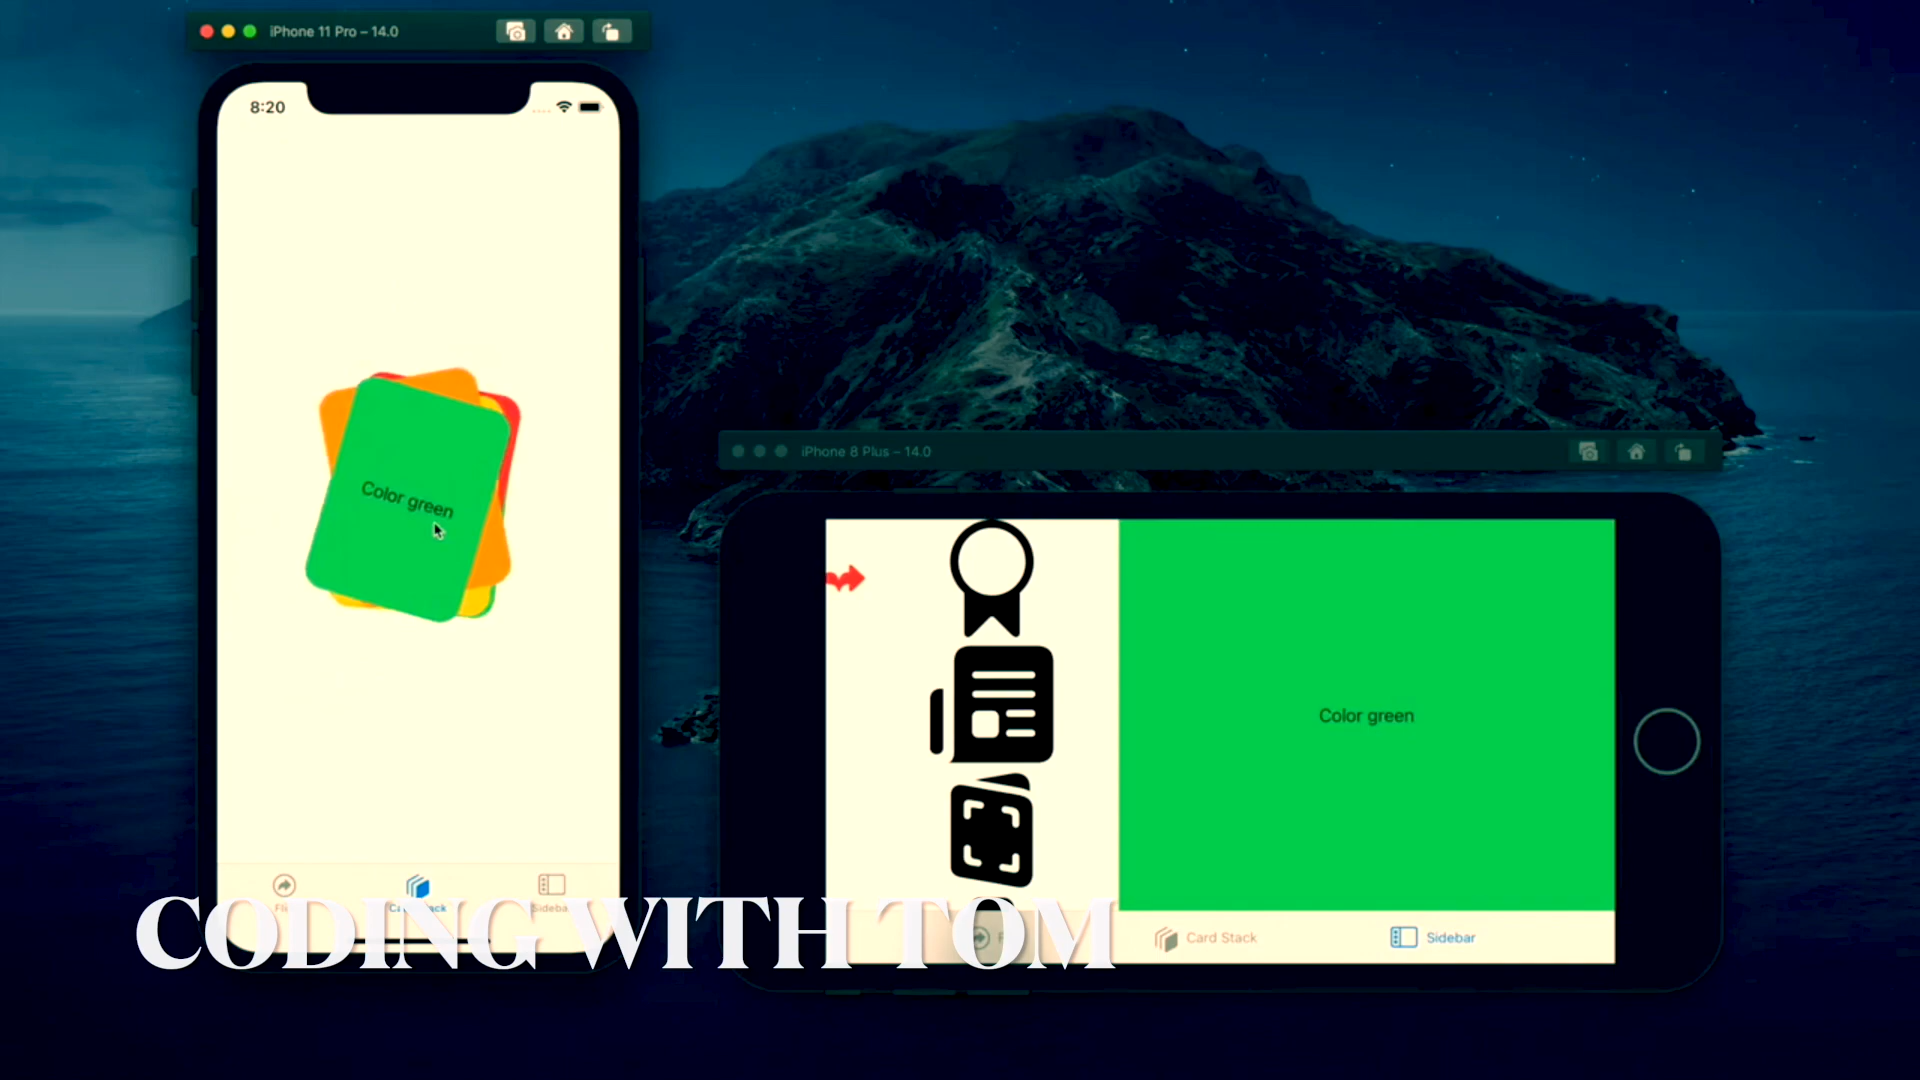 iPhone 11 Pro – 14.0
8:20
Color green
iPhone 8 Plus – 14.0
Color green
Card Stack
Sidebar
CODING WITH TOM